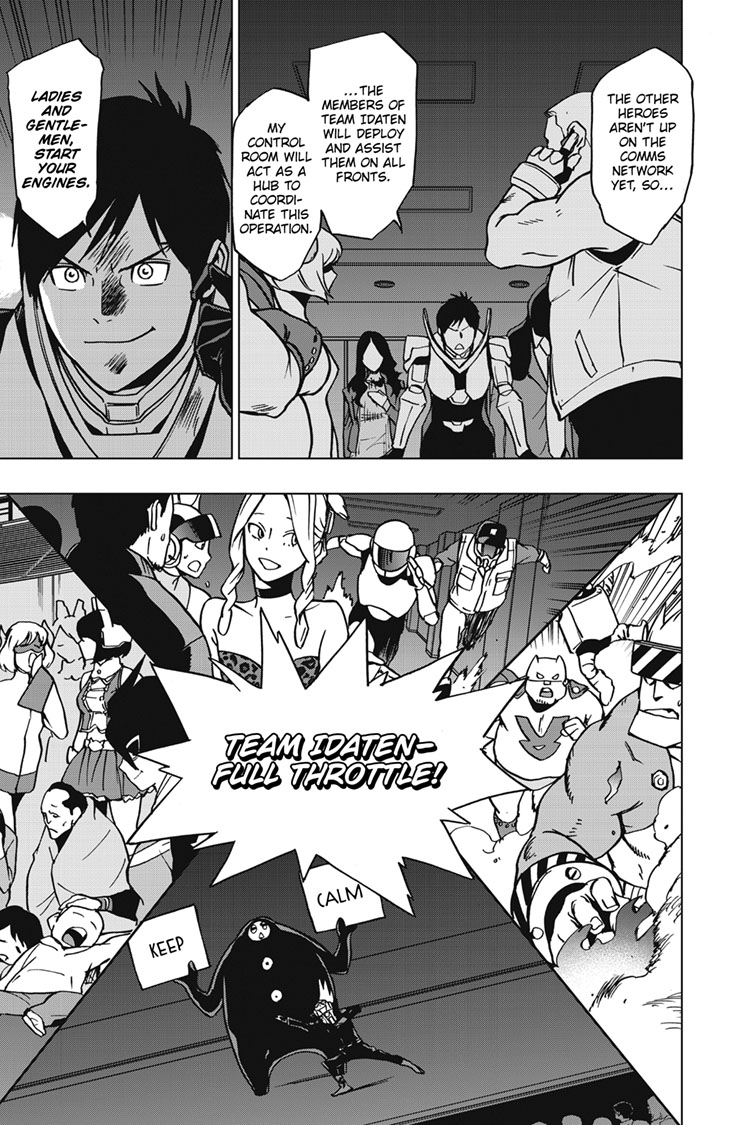 THE OTHER
HEROES
AREN'T UP
ON THE
COMMS
NETWORK
YET, SO...
...THE
MEMBERS OF
TEAM IDATEN
WILL DEPLOY
AND ASSIST
THEM ON ALL
FRONTS.
MY
CONTROL
ROOM WILL
ACT AS A
HUB TO
COORDI-
NATE THIS
OPERATION.
LADIES
AND
GENTLE-
MEN,
START
YOUR
ENGINES.
TEAM IDATEN—
FULL THROTTLE!
KEEP
CALM